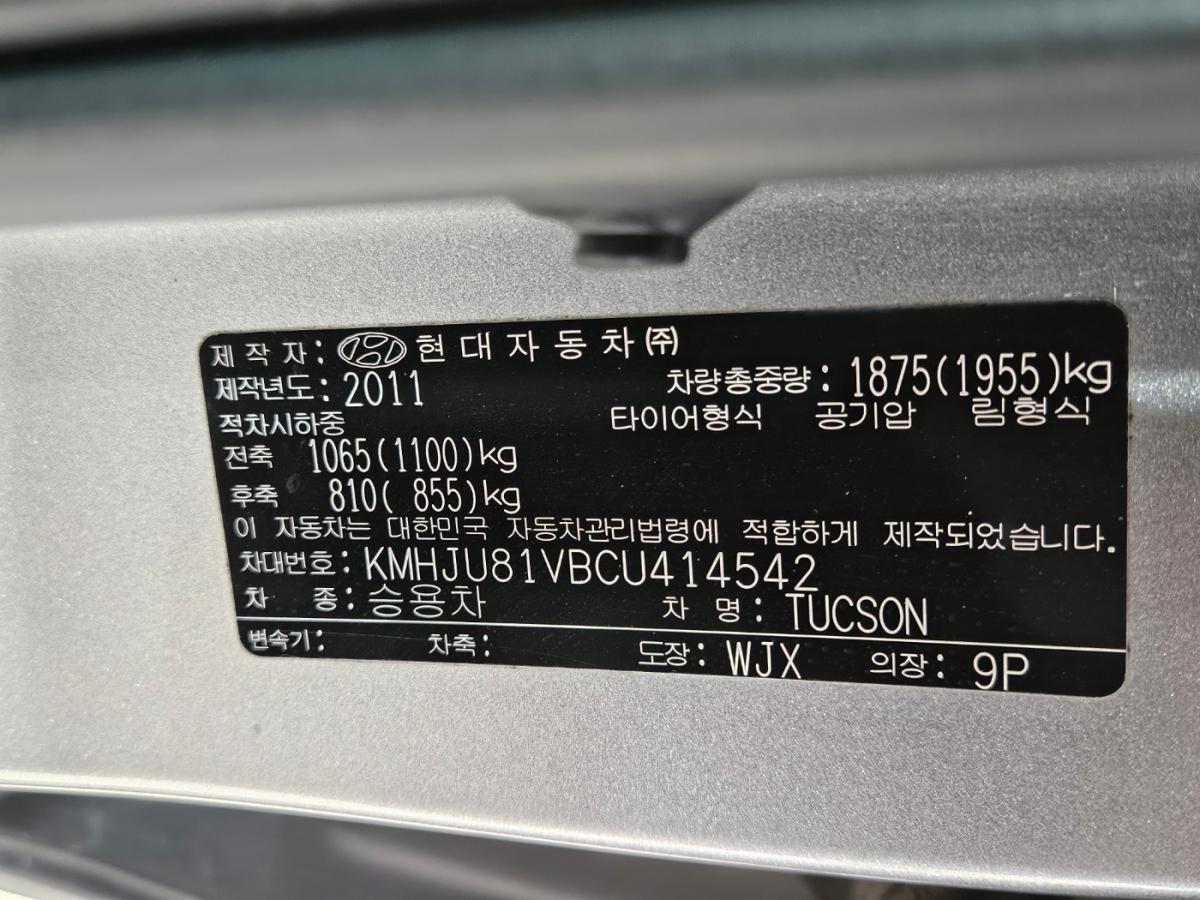 제 작 자 : 현 대 자 동 차 ㈜
제작년도 : 2011 차량총중량 : 1875(1955)kg
적차시하중 타이어형식 공기압 림형식
전축 1065(1100)kg
후축 810( 855)kg
이 자동차는 대한민국 자동차관리법령에 적합하게 제작되었습니다.
차대번호 : KMHJU81VBCU414542
차 종 : 승용차 차 명 : TUCSON
변속기 : 차축 : 도장 : WJX 의장 : 9P